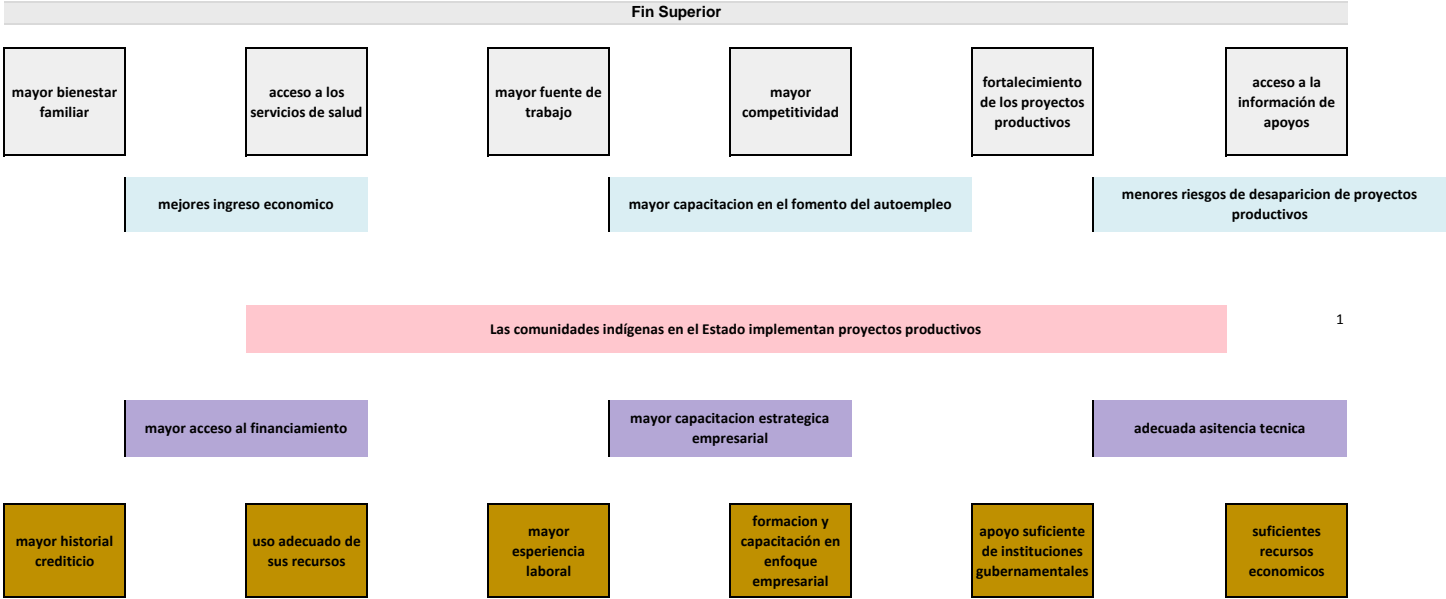 Fin Superior
mayor bienestar
familiar
acceso a los
servicios de salud
mayor fuente de
trabajo
mayor
competitividad
fortalecimiento
de los proyectos
productivos
acceso a la
información de
apoyos
mejores ingreso economico
mayor capacitacion en el fomento del autoempleo
menores riesgos de desaparicion de proyectos
productivos
Las comunidades indígenas en el Estado implementan proyectos productivos
1
mayor acceso al financiamiento
mayor capacitacion estrategica
empresarial
adecuada asitencia tecnica
mayor historial
crediticio
uso adecuado de
sus recursos
mayor
esperiencia
laboral
formacion y
capacitación en
enfoque
empresarial
apoyo suficiente
de instituciones
gubernamentales
suficientes
recursos
economicos